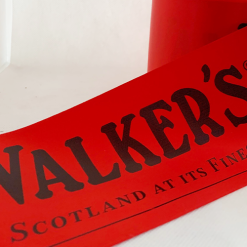 WALKER'S
SCOTLAND AT ITS FINE